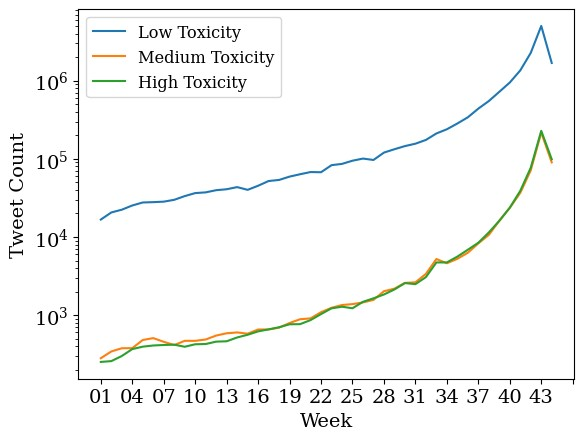 Low Toxicity
Medium Toxicity
High Toxicity
10^6
10^5
10^4
10^3
Tweet Count
01 04 07 10 13 16 19 22 25 28 31 34 37 40 43
Week